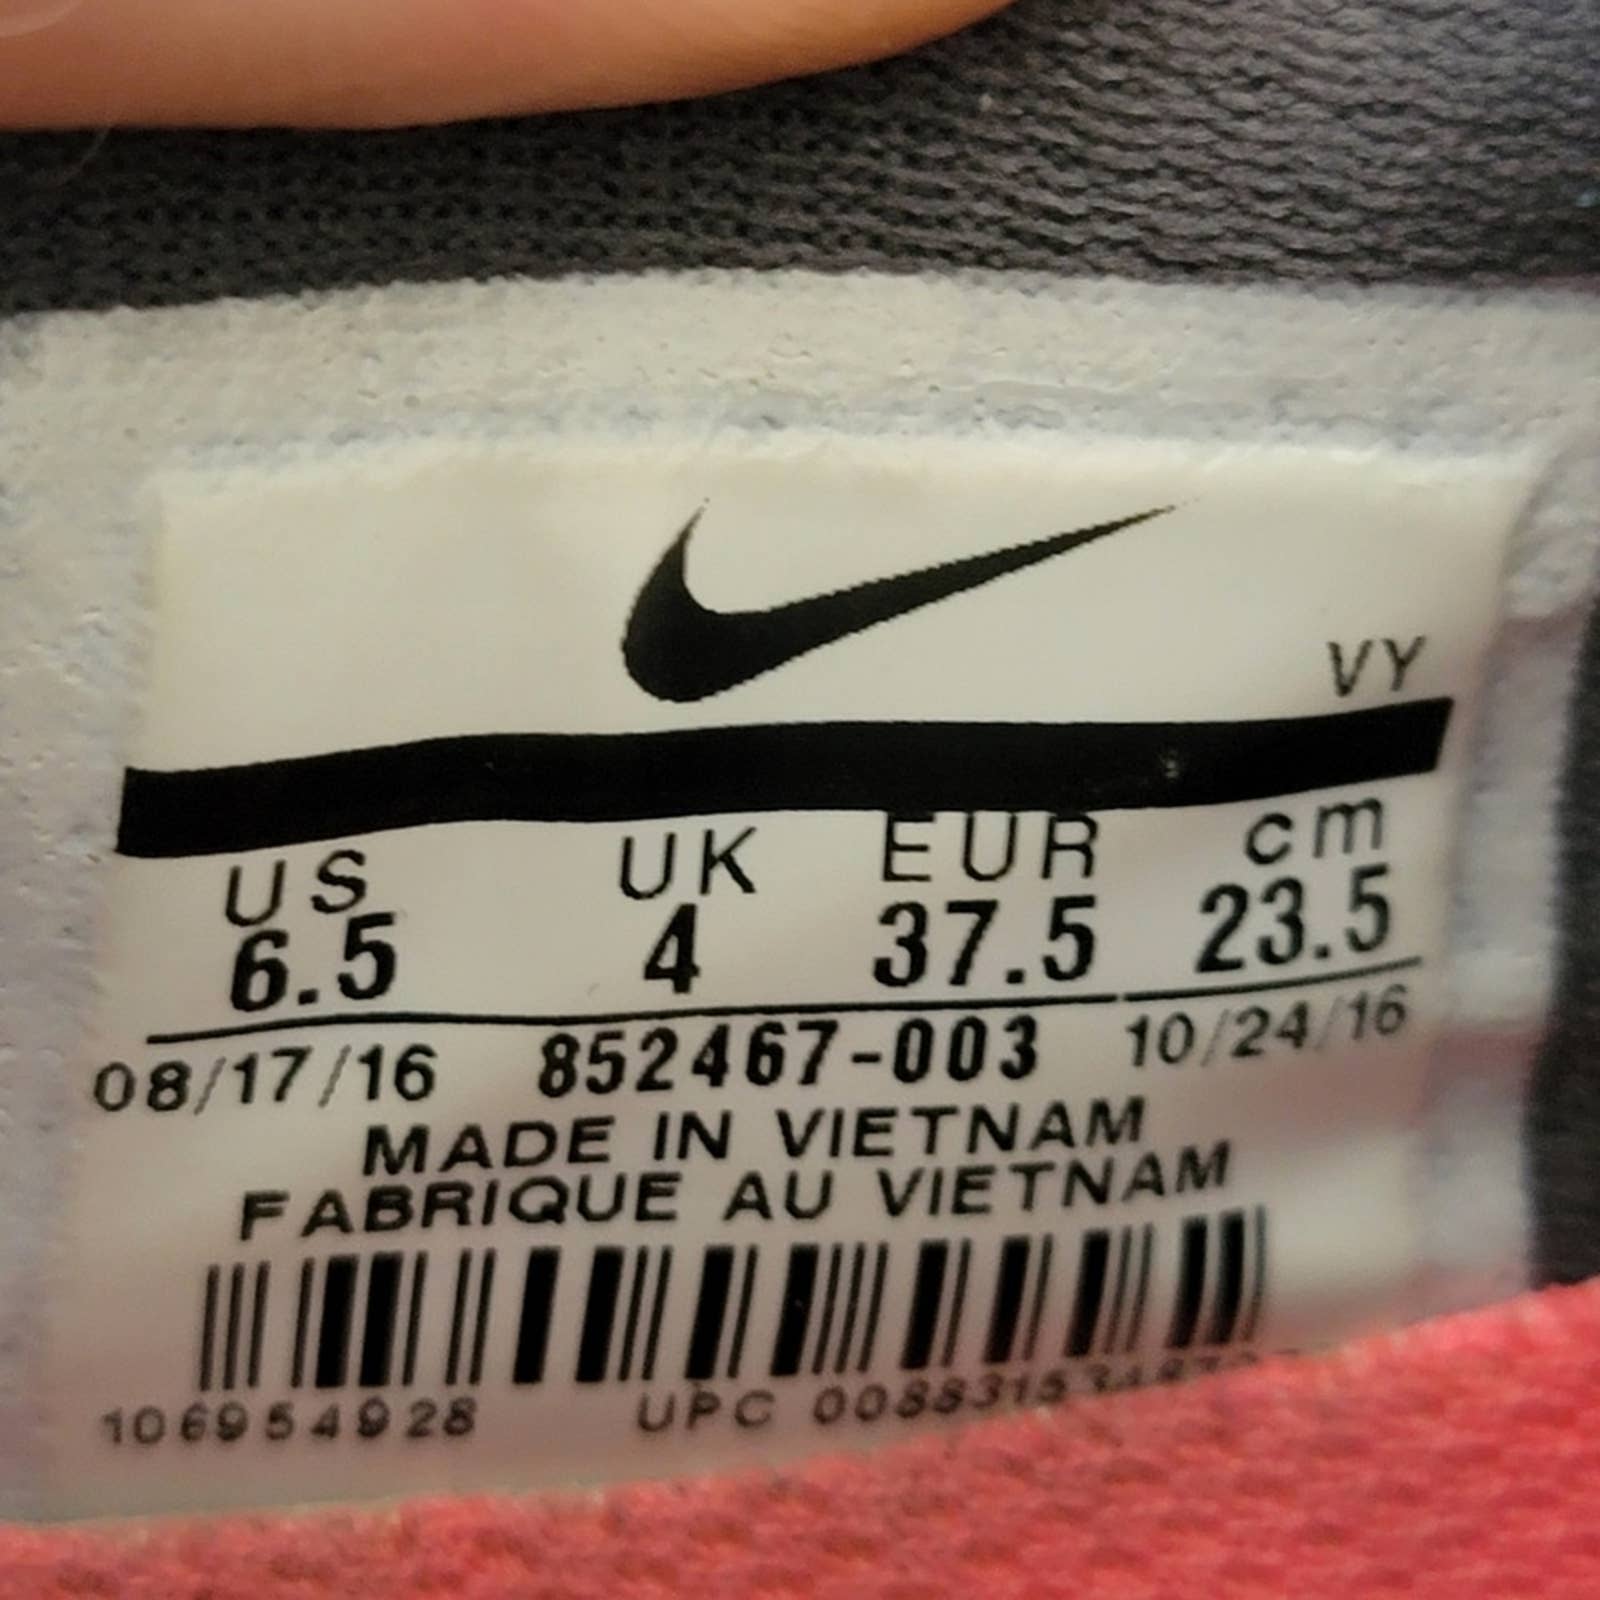 VY
US UK EUR cm
6.5 4 37.5 23.5
08/17/16 852467-003 10/24/16
MADE IN VIETNAM
FABRIQUE AU VIETNAM
106954928 UPC